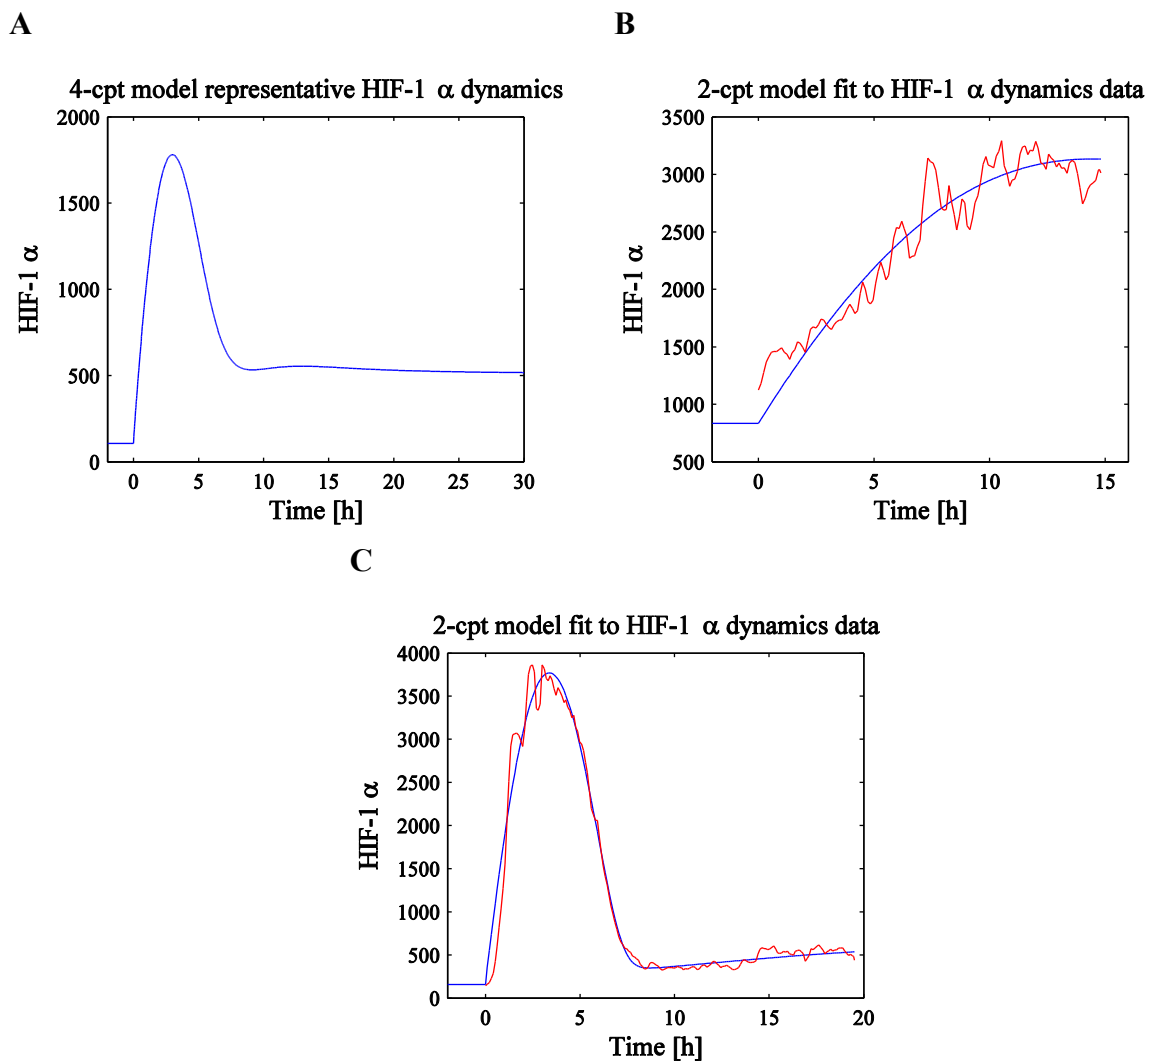 A
4-cpt model representative HIF-1 α dynamics
2000
1500
1000
500
0
HIF-1 α
0 5 10 15 20 25 30
Time [h]
B
2-cpt model fit to HIF-1 α dynamics data
3500
3000
2500
2000
1500
1000
500
HIF-1 α
0 5 10 15
Time [h]
C
2-cpt model fit to HIF-1 α dynamics data
4000
3500
3000
2500
2000
1500
1000
500
0
HIF-1 α
0 5 10 15 20
Time [h]